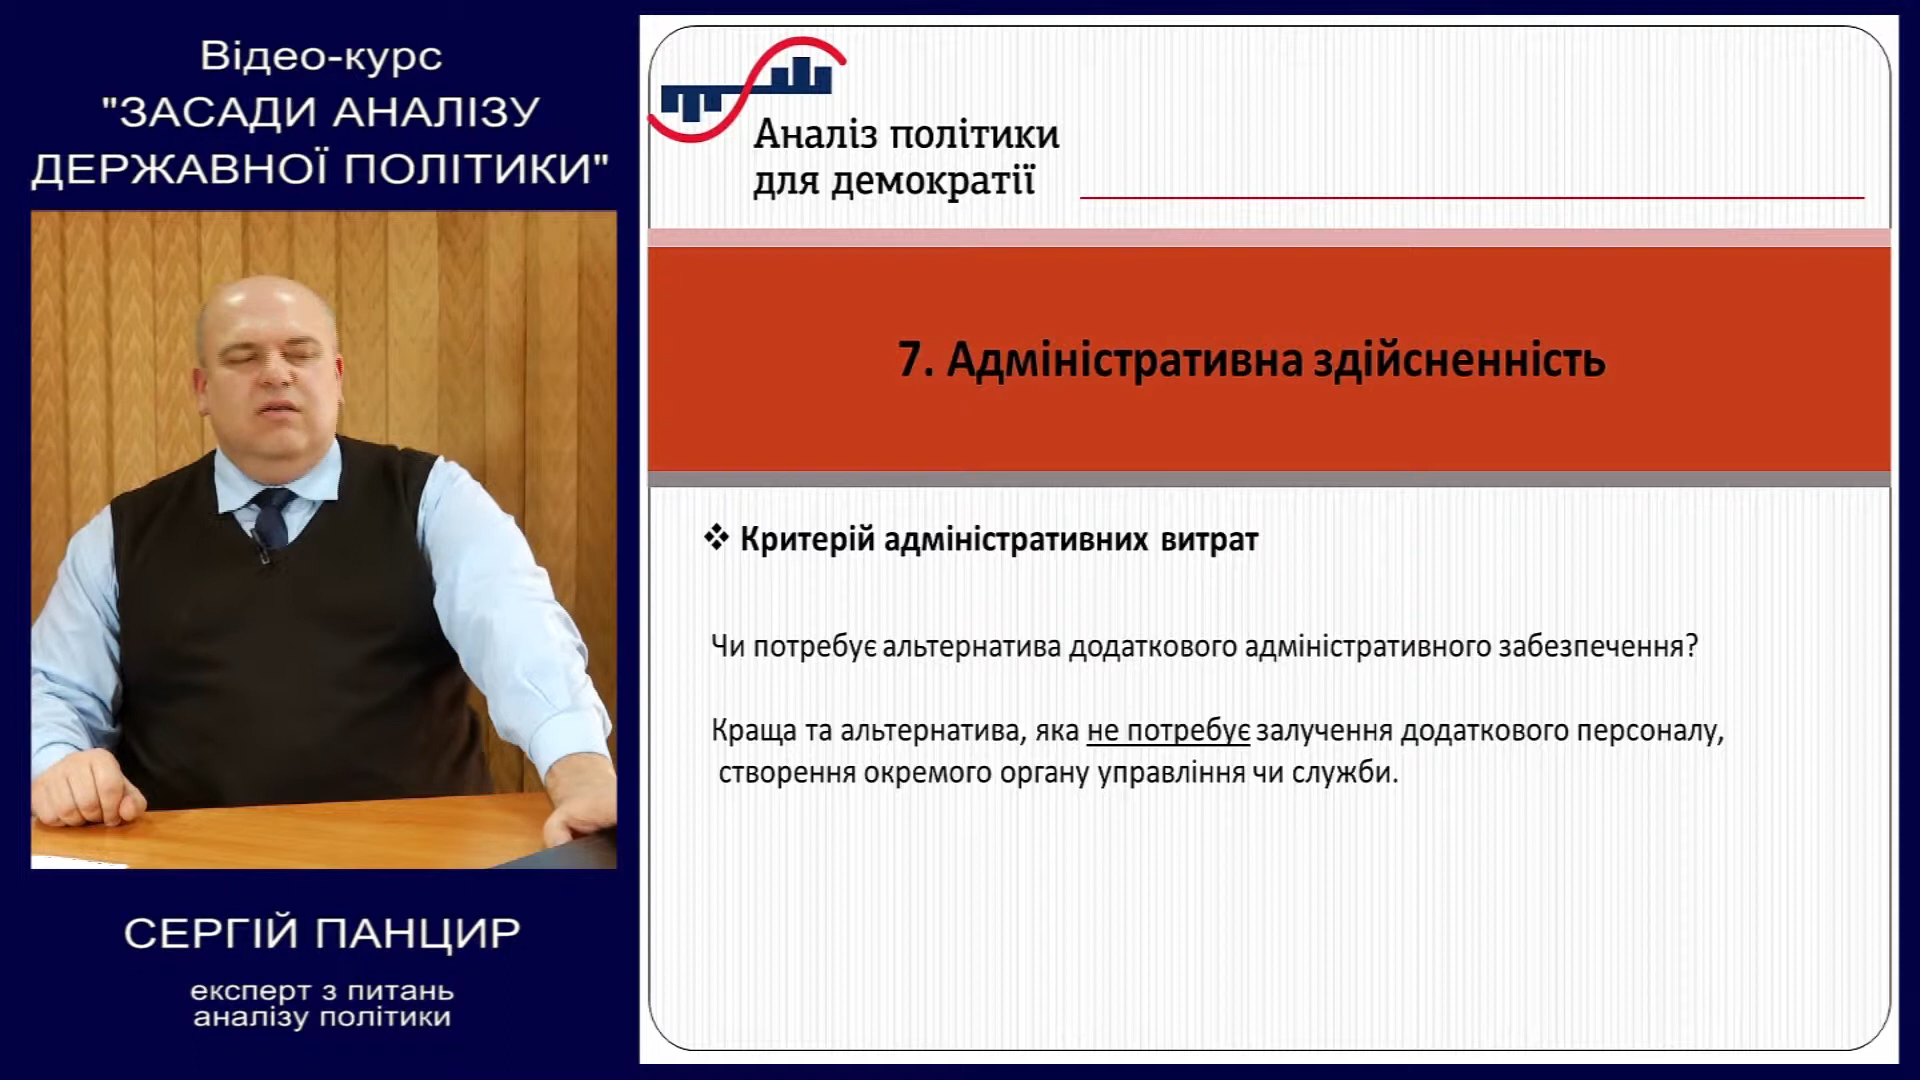 Відео-курс
"ЗАСАДИ АНАЛІЗУ
ДЕРЖАВНОЇ ПОЛІТИКИ"
СЕРГІЙ ПАНЦИР
експерт з питань
аналізу політики
Аналіз політики
для демократії
7. Адміністративна здійсненність
❖ Критерій адміністративних витрат
Чи потребує альтернатива додаткового адміністративного забезпечення?
Краща та альтернатива, яка не потребує залучення додаткового персоналу,
створення окремого органу управління чи служби.